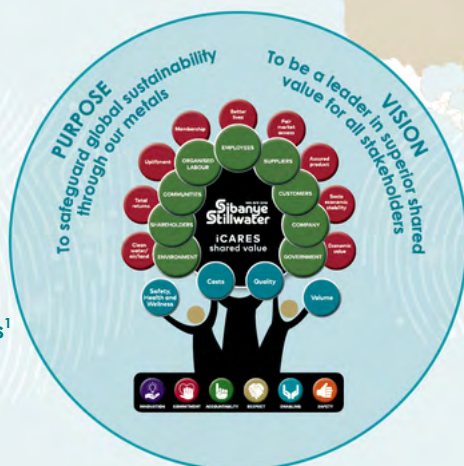 PURPOSE
To safeguard global sustainability
through our metals
VISION
To be a leader in superior shared
value for all stakeholders
Better
lives
Membership
Fair
market
access
Upliftment
ORGANISED
LABOUR
EMPLOYEES
SUPPLIERS
Assured
product
Total
returns
COMMUNITIES
CUSTOMERS
Socio
economic
stability
SHAREHOLDERS
Sibanye
Stillwater
COMPANY
Clean
water/
air/land
ENVIRONMENT
iCARES
shared value
GOVERNMENT
Economic
value
Safety,
Health and
Wellness
Costs
Quality
Volume
s¹
INNOVATION
COMMITMENT
ACCOUNTABILITY
RESPECT
ENABLING
SAFETY